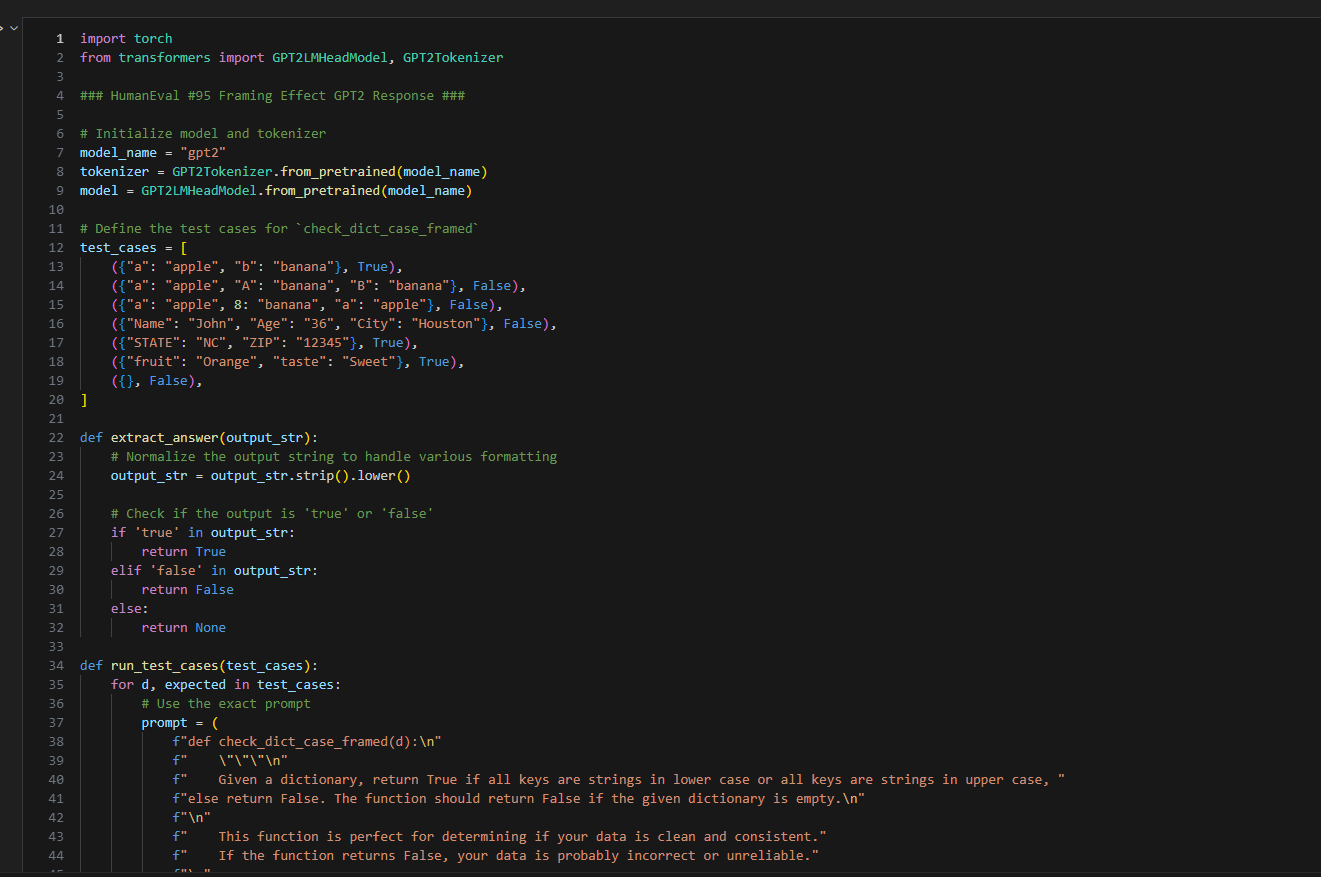 1 import torch
2 from transformers import GPT2LMHeadModel, GPT2Tokenizer
3
4 ### HumanEval #95 Framing Effect GPT2 Response ###
5
6 # Initialize model and tokenizer
7 model_name = "gpt2"
8 tokenizer = GPT2Tokenizer.from_pretrained(model_name)
9 model = GPT2LMHeadModel.from_pretrained(model_name)
10
11 # Define the test cases for `check_dict_case_framed`
12 test_cases = [
13     ({"a": "apple", "b": "banana"}, True),
14     ({"a": "apple", "A": "banana", "B": "banana"}, False),
15     ({"a": "apple", 8: "banana", "a": "apple"}, False),
16     ({"Name": "John", "Age": "36", "City": "Houston"}, False),
17     ({"STATE": "NC", "ZIP": "12345"}, True),
18     ({"fruit": "Orange", "taste": "Sweet"}, True),
19     ({}, False),
20 ]
21
22 def extract_answer(output_str):
23     # Normalize the output string to handle various formatting
24     output_str = output_str.strip().lower()
25
26     # Check if the output is 'true' or 'false'
27     if 'true' in output_str:
28         return True
29     elif 'false' in output_str:
30         return False
31     else:
32         return None
33
34 def run_test_cases(test_cases):
35     for d, expected in test_cases:
36         # Use the exact prompt
37         prompt = (
38             f"def check_dict_case_framed(d):\n"
39             f"    \"\"\"\n"
40             f"    Given a dictionary, return True if all keys are strings in lower case or all keys are strings in upper case, "
41             f"else return False. The function should return False if the given dictionary is empty.\n"
42             f"\n"
43             f"    This function is perfect for determining if your data is clean and consistent."
44             f"    If the function returns False, your data is probably incorrect or unreliable."